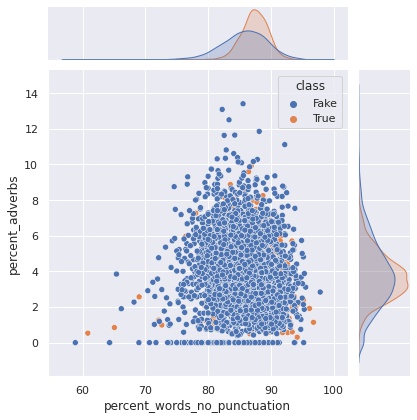 class
Fake
True
14
12
10
8
6
4
2
0
percent_adverbs
60 70 80 90 100
percent_words_no_punctuation